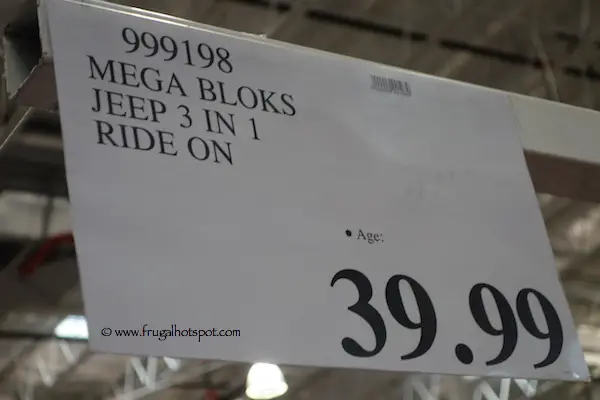 999198
MEGA BLOKS
JEEP 3 IN 1
RIDE ON
• Age:
39.99
© www.frugalhotspot.com